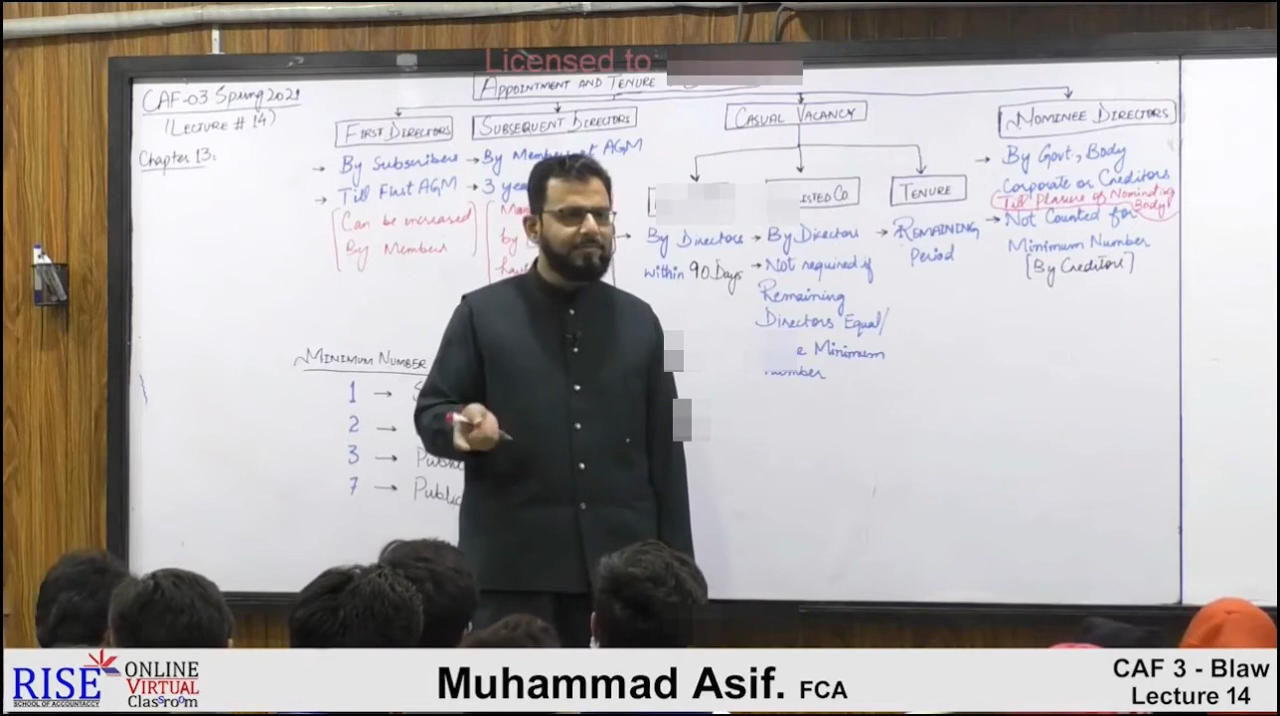 Licensed to:
APPOINTMENT AND TENURE
CAF-03 Spring 2021
(LECTURE # 14)
Chapter 13:
FIRST DIRECTORS
→ By Subscribers
→ Till First AGM
[Can be increased
By Members]
SUBSEQUENT DIRECTORS
→ By Members at AGM
→ 3 year
by
CASUAL VACANCY
→ By Directors
within 90 Days
ISTED CO
→ By Directors
→ Not required if
Remaining
Directors Equal/
Minimum
TENURE
→ REMAINING
Period
NOMINEE DIRECTORS
→ By Govt, Body
Corporate or Creditors
Till Plesure of Nominating
Body
→ Not Counted for
Minimum Number
[By Creditors]
MINIMUM NUMBER
1 →
2 →
3 →
7 → Public
RISE
SCHOOL OF ACCOUNTANCY
ONLINE
VIRTUAL
Classroom
Muhammad Asif. FCA
CAF 3 - Blaw
Lecture 14